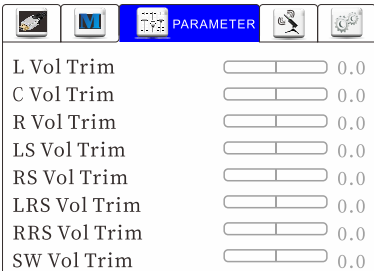 M
PARAMETER
L Vol Trim 0.0
C Vol Trim 0.0
R Vol Trim 0.0
LS Vol Trim 0.0
RS Vol Trim 0.0
LRS Vol Trim 0.0
RRS Vol Trim 0.0
SW Vol Trim 0.0